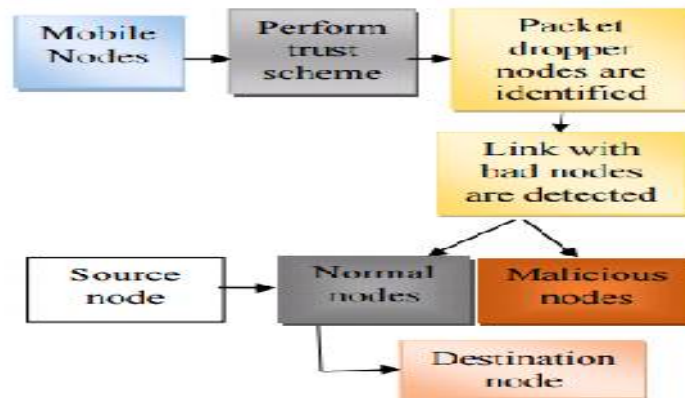 Mobile
Nodes
Perform
trust
scheme
Packet
dropper
nodes are
identified
Link with
bad nodes
are detected
Source
node
Normal
nodes
Malicious
nodes
Destination
node